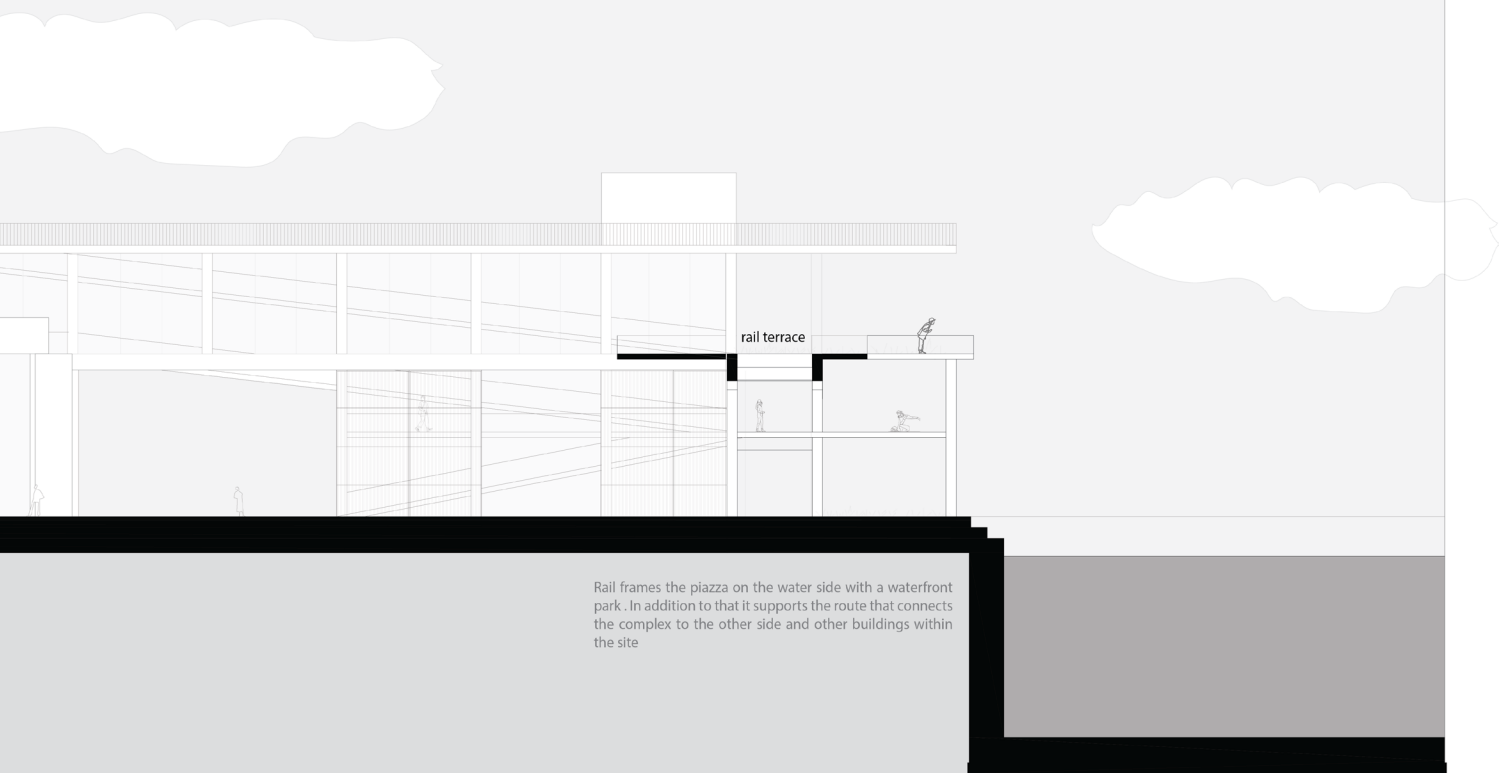 rail terrace
Rail frames the piazza on the water side with a waterfront
park . In addition to that it supports the route that connects
the complex to the other side and other buildings within
the site